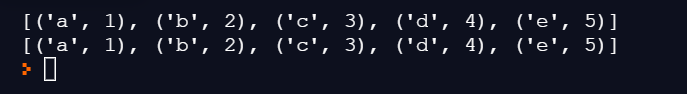 [('a', 1), ('b', 2), ('c', 3), ('d', 4), ('e', 5)]
[('a', 1), ('b', 2), ('c', 3), ('d', 4), ('e', 5)]
>